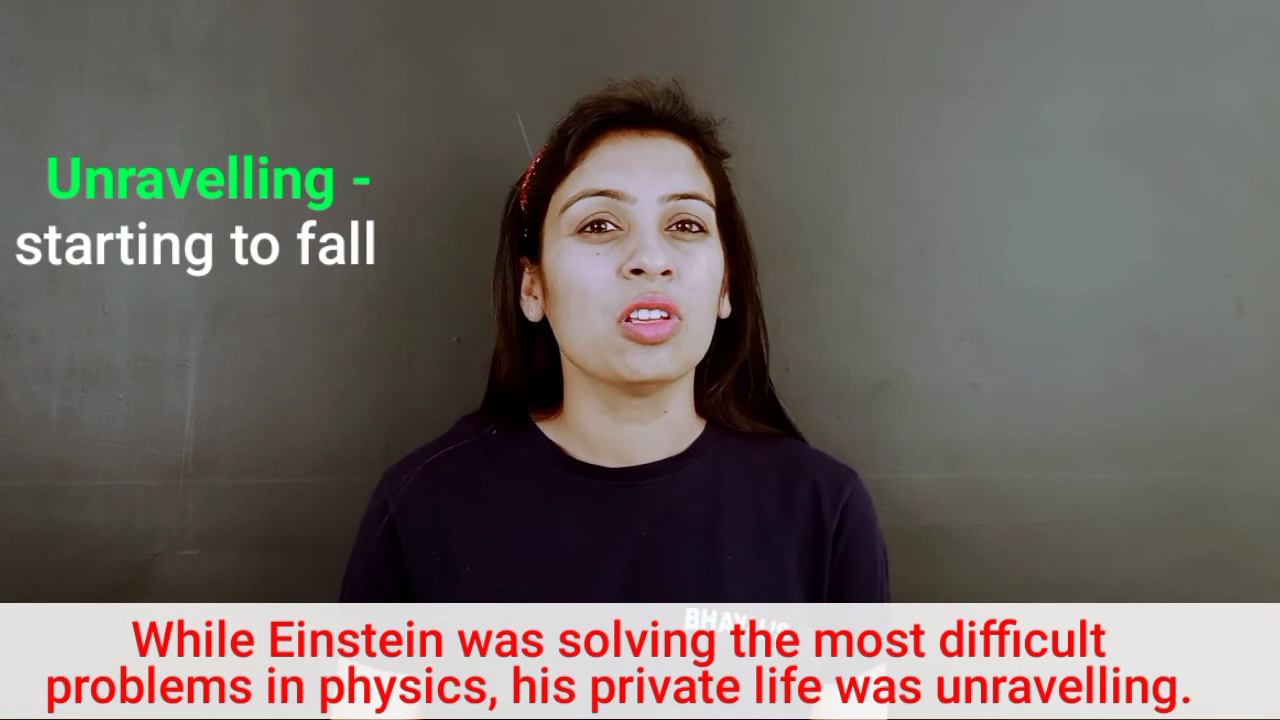 Unravelling -
starting to fall
While Einstein was solving the most difficult
problems in physics, his private life was unravelling.